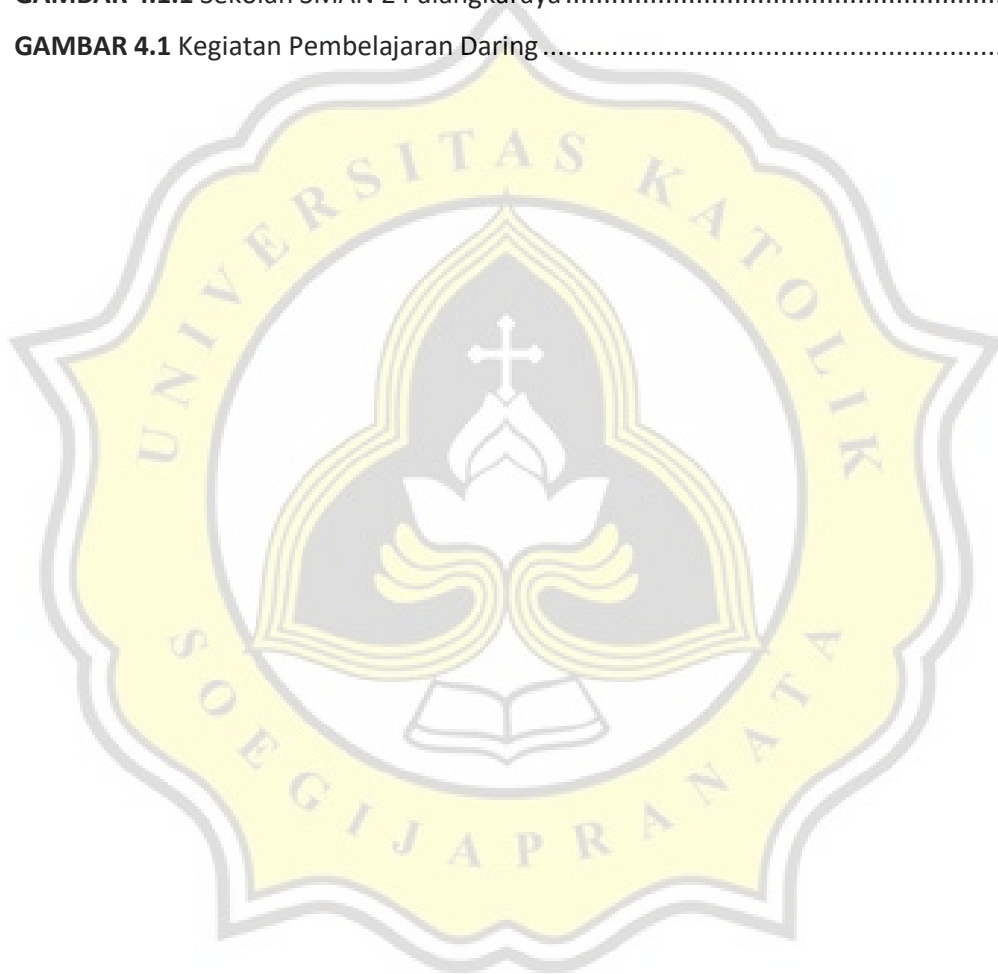 GAMBAR 4.1.1 Sekolah SMAN 2 Palangkaraya
GAMBAR 4.1 Kegiatan Pembelajaran Daring
UNIVERSITAS KATOLIK
SOEGIJAPRANATA